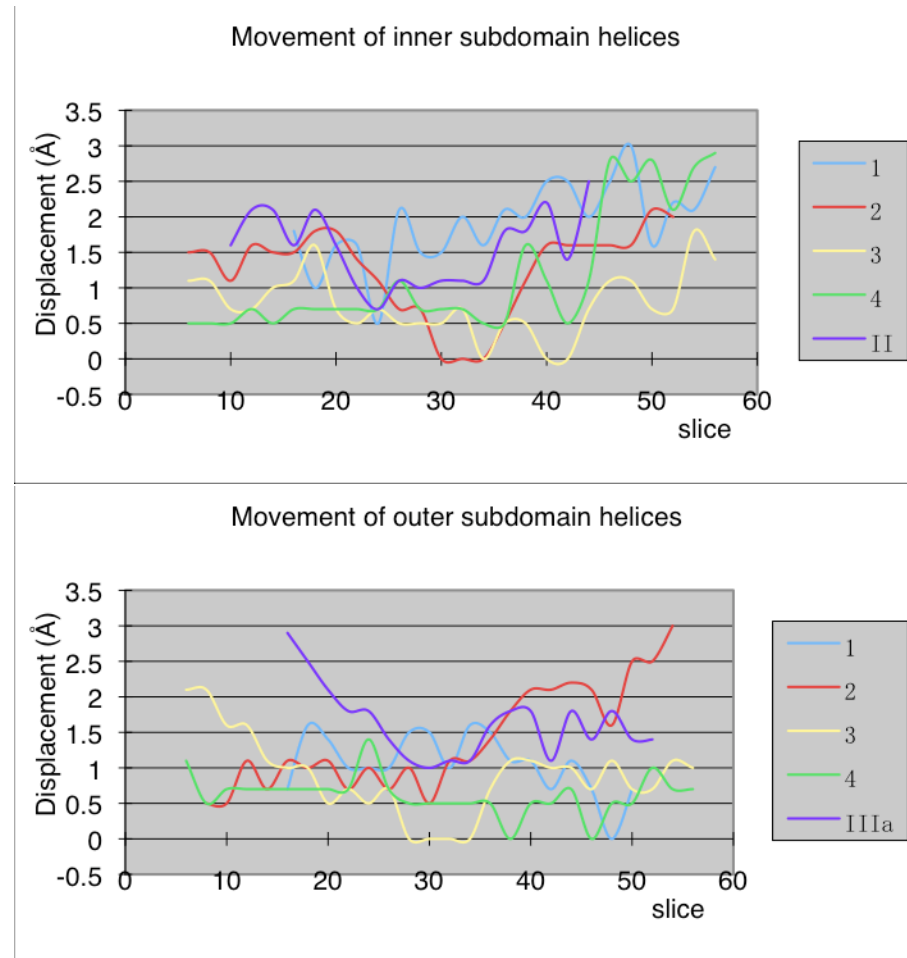 Movement of inner subdomain helices
Displacement (Å)
3.5
3
2.5
2
1.5
1
0.5
0
-0.5
0 10 20 30 40 50 60
slice
1
2
3
4
II
Movement of outer subdomain helices
Displacement (Å)
3.5
3
2.5
2
1.5
1
0.5
0
-0.5
0 10 20 30 40 50 60
slice
1
2
3
4
IIIa